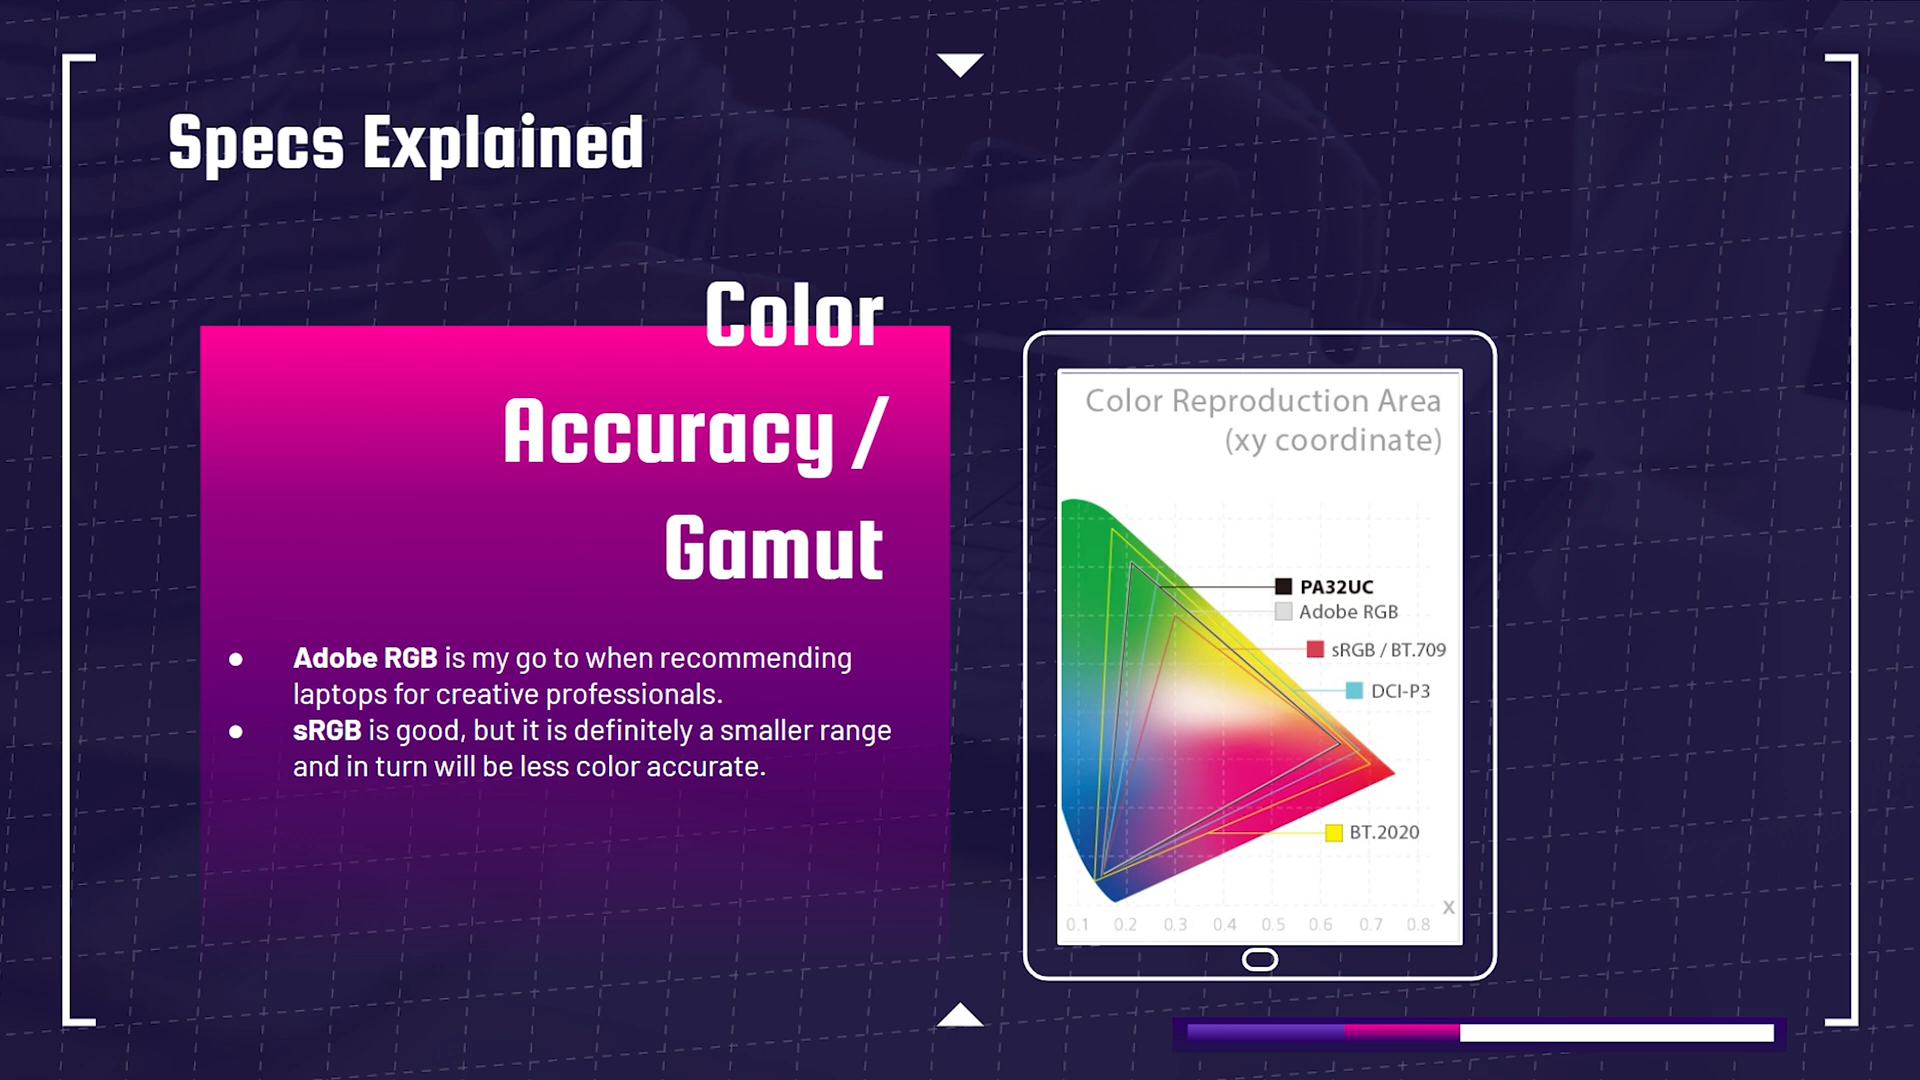 Specs Explained
Color
Accuracy /
Gamut
● Adobe RGB is my go to when recommending
laptops for creative professionals.
● sRGB is good, but it is definitely a smaller range
and in turn will be less color accurate.
Color Reproduction Area
(xy coordinate)
PA32UC
Adobe RGB
sRGB / BT.709
DCI-P3
BT.2020
X
0.1 0.2 0.3 0.4 0.5 0.6 0.7 0.8